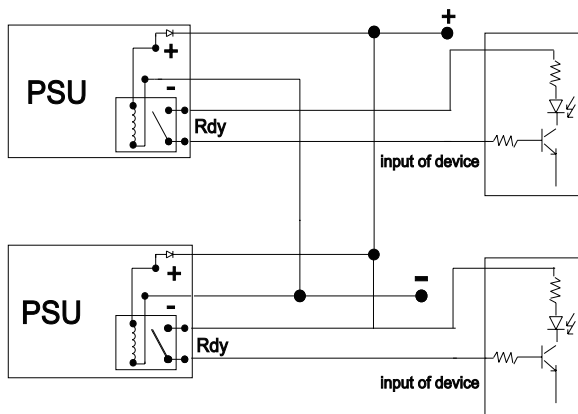 +
+
PSU
-
Rdy
input of device
+
-
PSU
-
Rdy
input of device